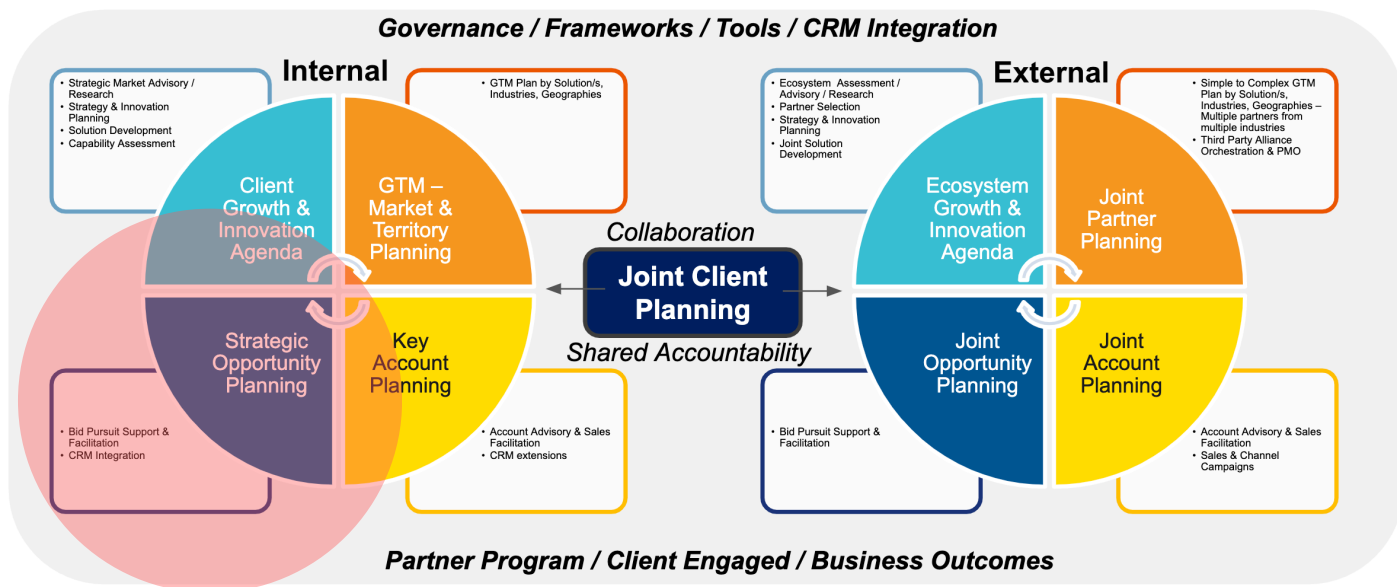 Governance / Frameworks / Tools / CRM Integration
Internal
• Strategic Market Advisory /
Research
• Strategy & Innovation
Planning
• Solution Development
• Capability Assessment
• GTM Plan by Solution/s,
Industries, Geographies
Client
Growth &
Innovation
Agenda
GTM –
Market &
Territory
Planning
Strategic
Opportunity
Planning
Key
Account
Planning
• Bid Pursuit Support &
Facilitation
• CRM Integration
• Account Advisory & Sales
Facilitation
• CRM extensions
Collaboration
Joint Client
Planning
Shared Accountability
External
• Ecosystem Assessment /
Advisory / Research
• Partner Selection
• Strategy & Innovation
Planning
• Joint Solution
Development
• Simple to Complex GTM
Plan by Solution/s,
Industries, Geographies –
Multiple partners from
multiple industries
• Third Party Alliance
Orchestration & PMO
Ecosystem
Growth &
Innovation
Agenda
Joint
Partner
Planning
Joint
Opportunity
Planning
Joint
Account
Planning
• Bid Pursuit Support &
Facilitation
• Account Advisory & Sales
Facilitation
• Sales & Channel
Campaigns
Partner Program / Client Engaged / Business Outcomes